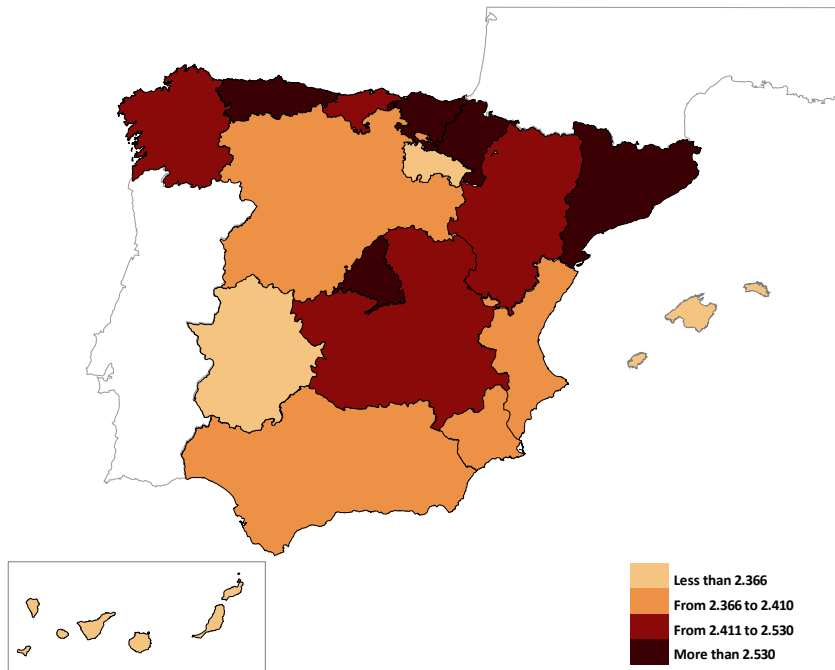 Less than 2.366
From 2.366 to 2.410
From 2.411 to 2.530
More than 2.530